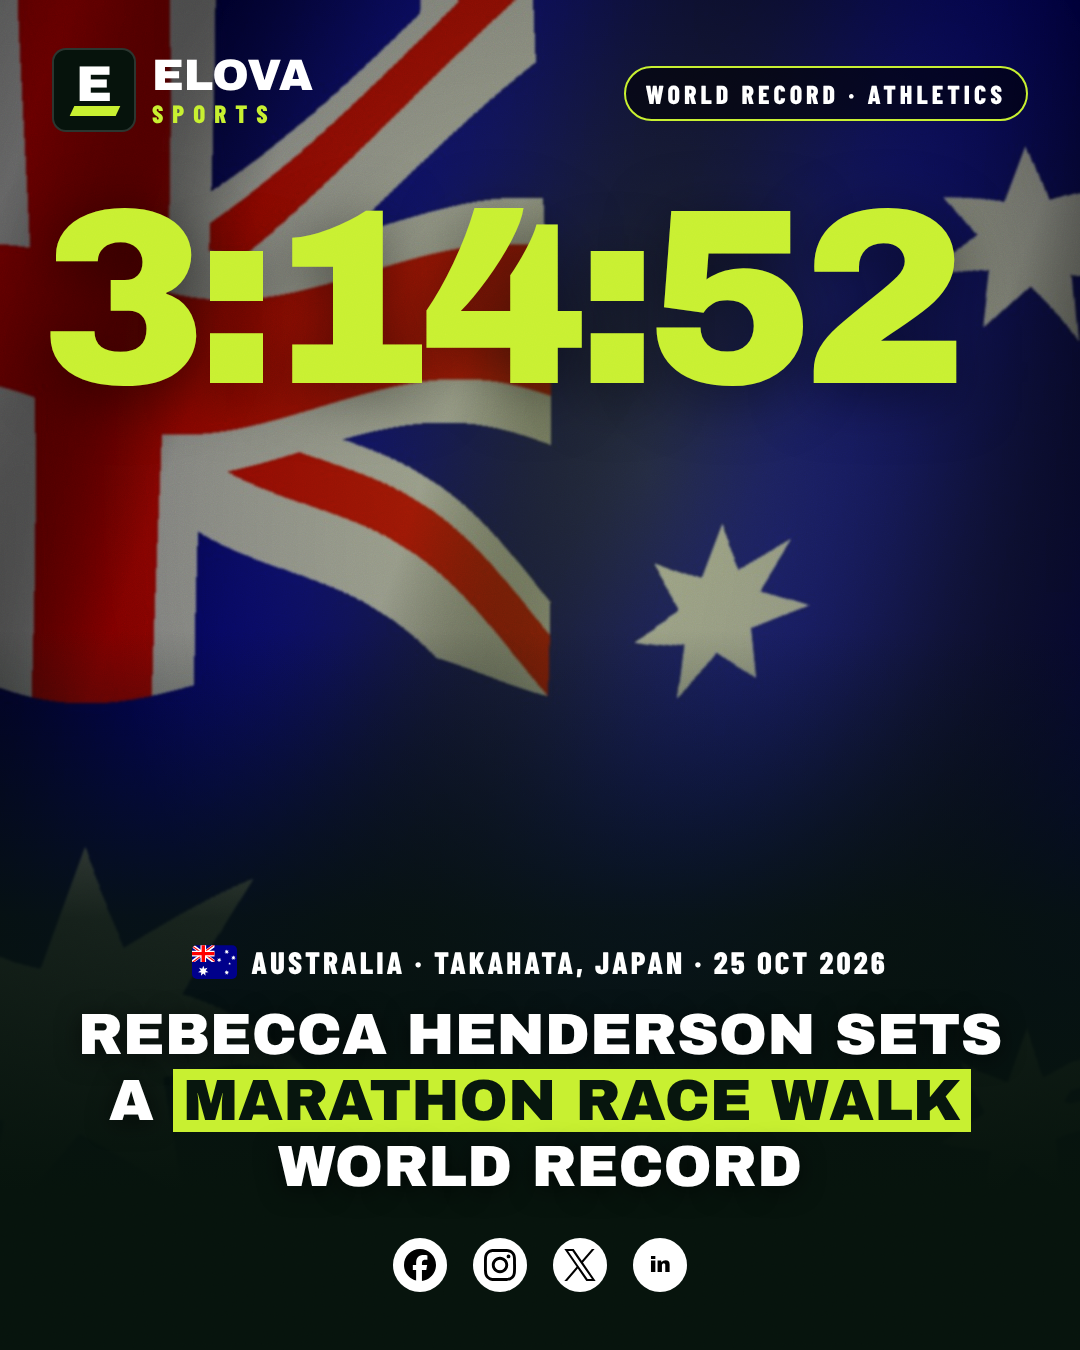 E
ELOVA
SPORTS
WORLD RECORD · ATHLETICS
3:14:52
AUSTRALIA · TAKAHATA, JAPAN · 25 OCT 2026
REBECCA HENDERSON SETS
A MARATHON RACE WALK
WORLD RECORD
in